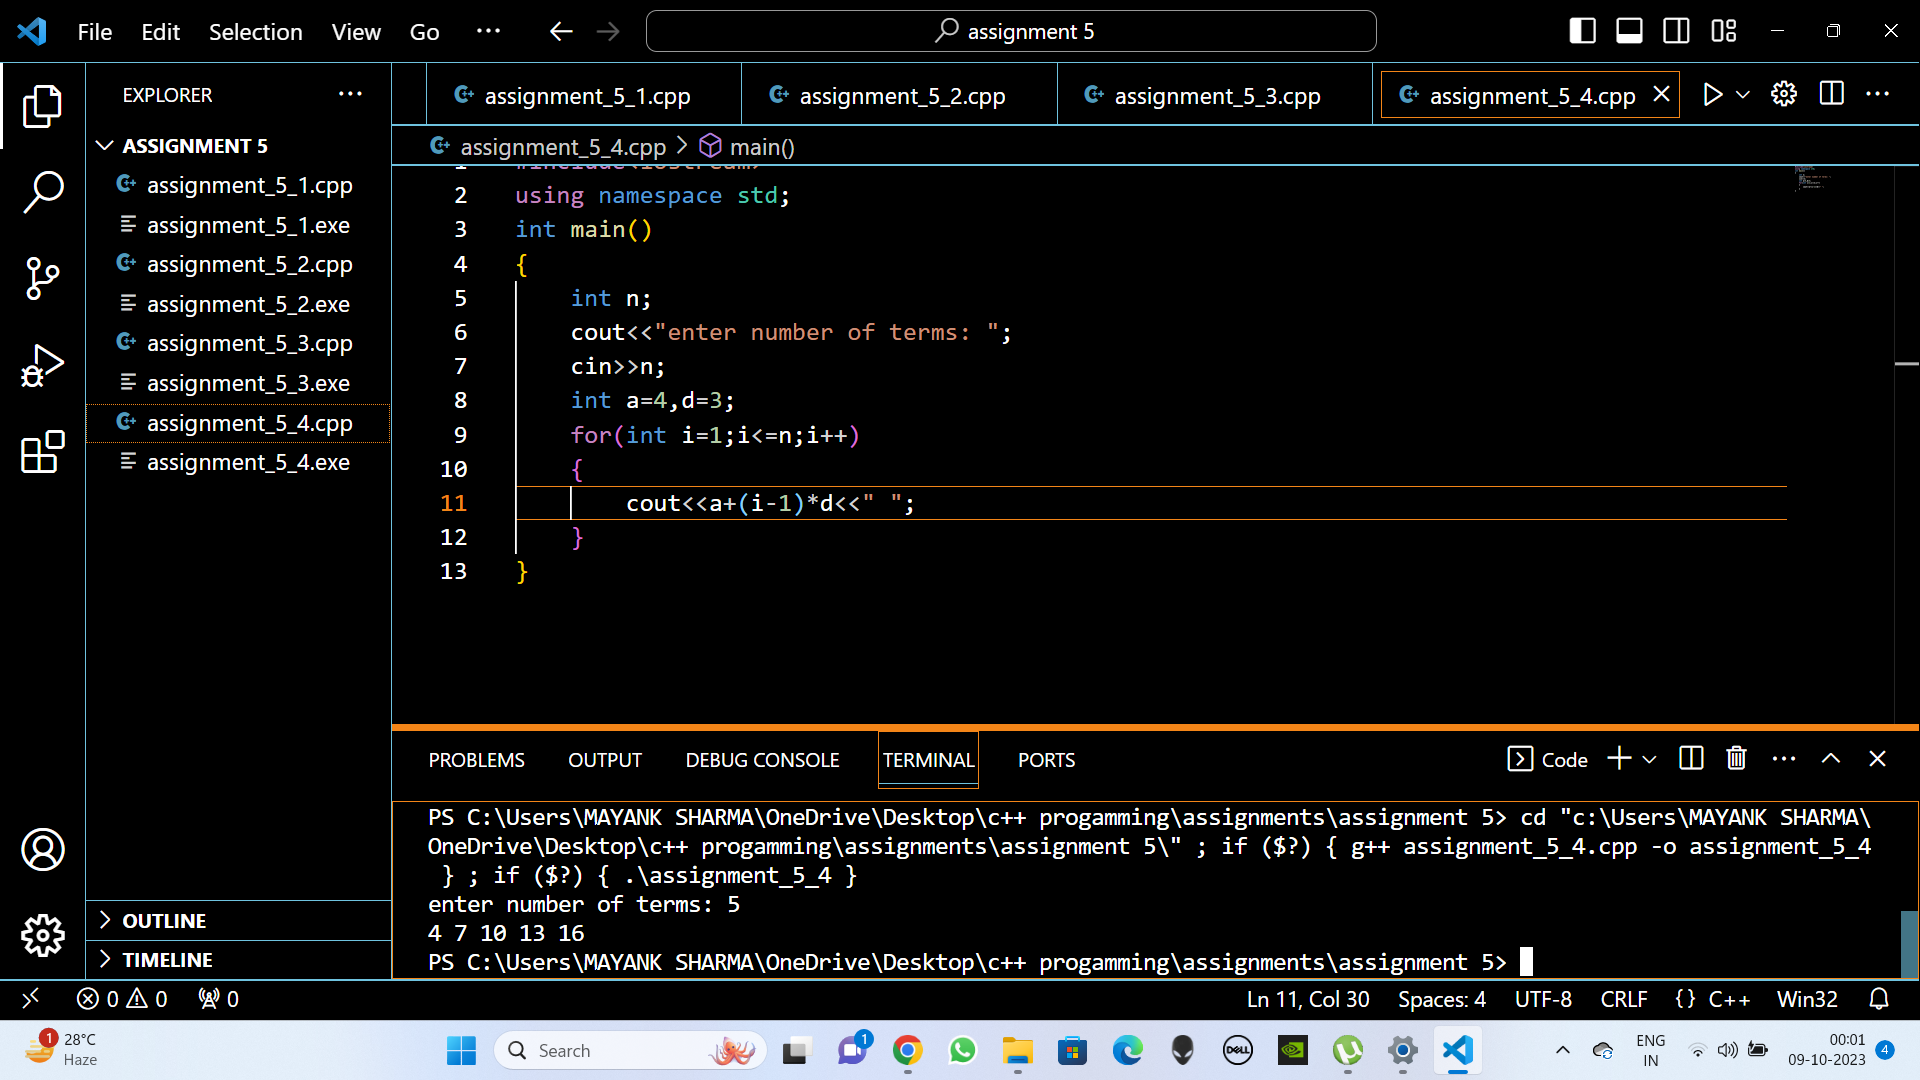 File Edit Selection View Go ··· assignment 5
EXPLORER ···
assignment_5_1.cpp assignment_5_2.cpp assignment_5_3.cpp assignment_5_4.cpp
ASSIGNMENT 5
assignment_5_1.cpp
assignment_5_1.exe
assignment_5_2.cpp
assignment_5_2.exe
assignment_5_3.cpp
assignment_5_3.exe
assignment_5_4.cpp
assignment_5_4.exe
OUTLINE
TIMELINE
assignment_5_4.cpp > main()
1 #include<iostream>
2 using namespace std;
3 int main()
4 {
5 int n;
6 cout<<"enter number of terms: ";
7 cin>>n;
8 int a=4,d=3;
9 for(int i=1;i<=n;i++)
10 {
11 cout<<a+(i-1)*d<<" ";
12 }
13 }
PROBLEMS OUTPUT DEBUG CONSOLE TERMINAL PORTS Code
PS C:\Users\MAYANK SHARMA\OneDrive\Desktop\c++ progamming\assignments\assignment 5> cd "c:\Users\MAYANK SHARMA\
OneDrive\Desktop\c++ progamming\assignments\assignment 5\" ; if ($?) { g++ assignment_5_4.cpp -o assignment_5_4
} ; if ($?) { .\assignment_5_4 }
enter number of terms: 5
4 7 10 13 16
PS C:\Users\MAYANK SHARMA\OneDrive\Desktop\c++ progamming\assignments\assignment 5>
0 0 0 Ln 11, Col 30 Spaces: 4 UTF-8 CRLF {} C++ Win32
1 28°C
Haze
Search
1
DELL
ENG
IN
00:01
09-10-2023
4